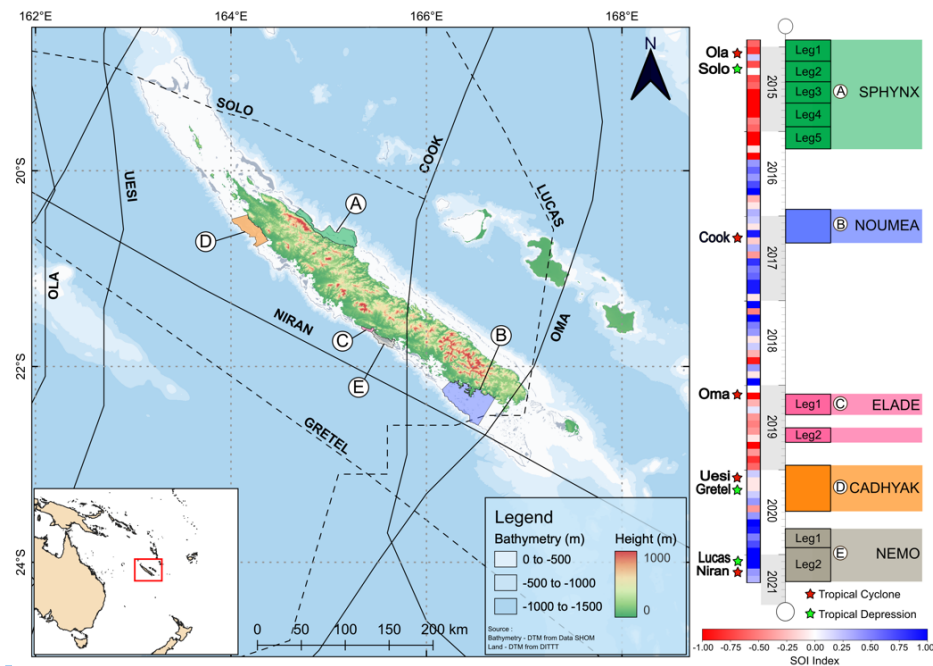 162°E
164°E
166°E
168°E
20°S
22°S
24°S
N
SOLO
COOK
LUCAS
UESI
OLA
NIRAN
OMA
GRETEL
A
B
C
D
E
Legend
Bathymetry (m)
0 to -500
-500 to -1000
-1000 to -1500
Height (m)
1000
0
Source :
Bathymetry - DTM from Data SHOM
Land - DTM from DITTT
0 50 100 150 200 km
Ola
Solo
Cook
Oma
Uesi
Gretel
Lucas
Niran
2015
2016
2017
2018
2019
2020
2021
Leg1
Leg2
Leg3
Leg4
Leg5
A SPHYNX
B NOUMEA
Leg1
C ELADE
Leg2
D CADHYAK
Leg1
Leg2
E NEMO
Tropical Cyclone
Tropical Depression
-1.00 -0.75 -0.50 -0.25 0.00 0.25 0.50 0.75 1.00
SOI Index